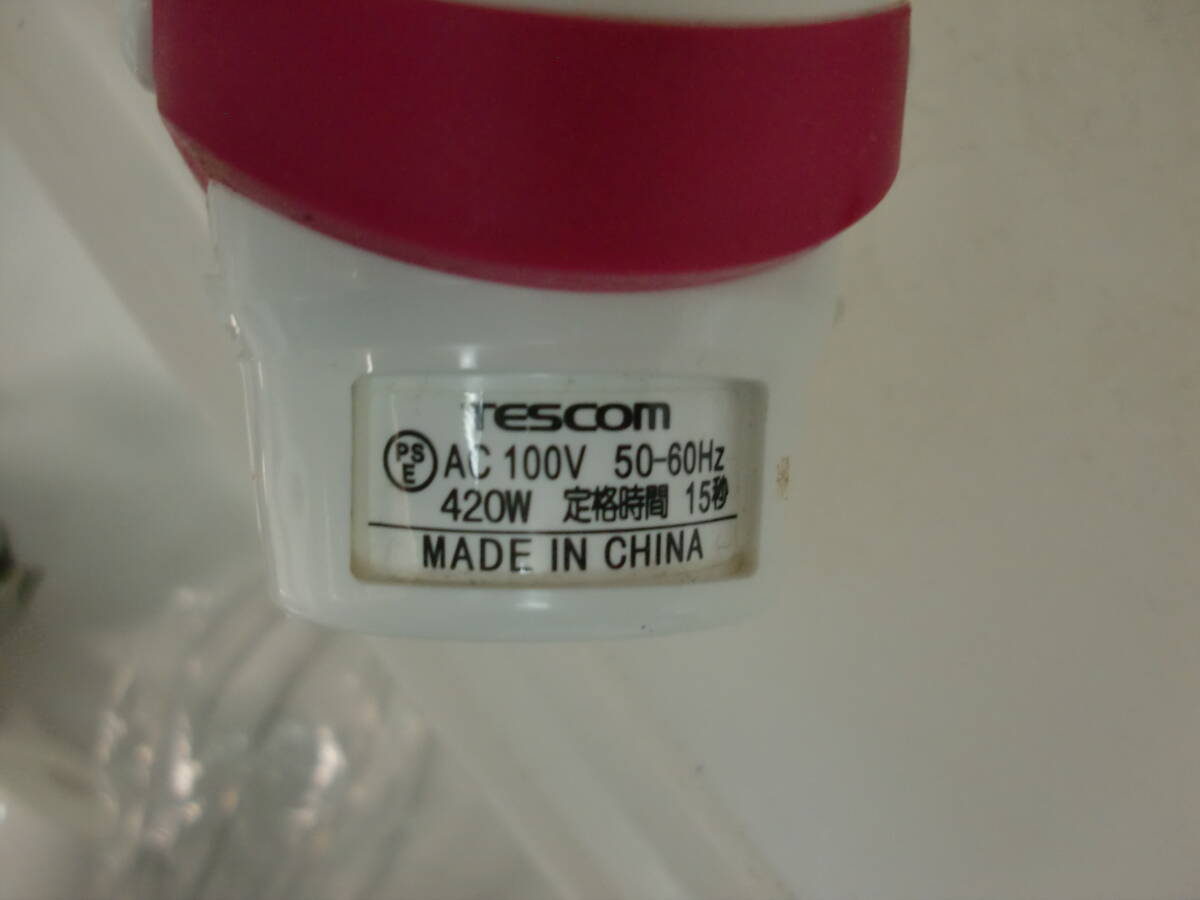 TESCOM
PSE AC 100V 50-60Hz
420W 定格時間 15秒
MADE IN CHINA